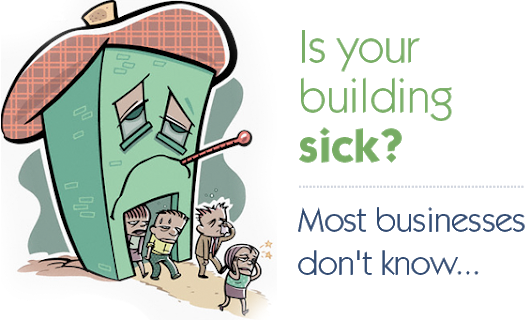 Is your
building
sick?
Most businesses
don't know...